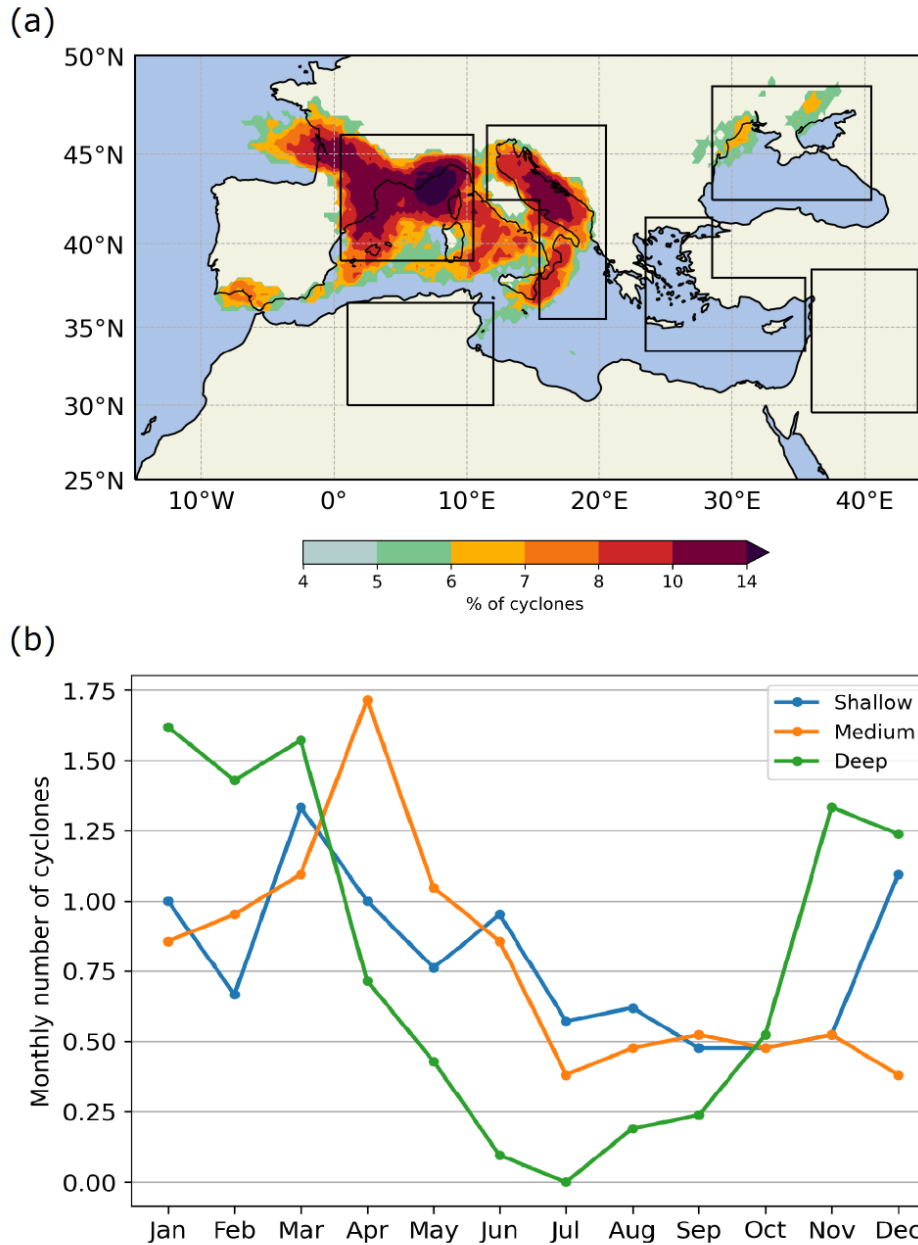 (a)
50°N
45°N
40°N
35°N
30°N
25°N
10°W 0° 10°E 20°E 30°E 40°E
4 5 6 7 8 10 14
% of cyclones
(b)
Monthly number of cyclones
1.75
1.50
1.25
1.00
0.75
0.50
0.25
0.00
Shallow
Medium
Deep
Jan Feb Mar Apr May Jun Jul Aug Sep Oct Nov Dec